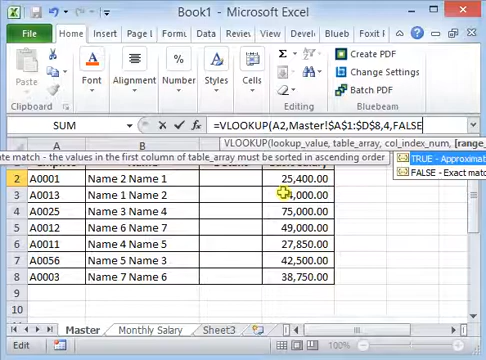 Book1 - Microsoft Excel
File Home Insert Page Form Data Revie View Devel Blueb Foxit
Paste
Clipboard
Font
Alignment
Number
Styles
Cells
Editing
Create PDF
Change Settings
Batch PDF
SUM =VLOOKUP(A2,Master!$A$1:$D$8,4,FALSE
VLOOKUP(lookup_value, table_array, col_index_num, [range_
te match - the values in the first column of table_array must be sorted in ascending order
TRUE - Approximat
FALSE - Exact matc
2 A0001 Name 2 Name 1 25,400.00
3 A0013 Name 1 Name 2 4,000.00
4 A0025 Name 3 Name 4 75,000.00
5 A0012 Name 6 Name 7 49,000.00
6 A0011 Name 4 Name 5 27,850.00
7 A0056 Name 5 Name 3 42,500.00
8 A0003 Name 7 Name 6 38,750.00
9
10
Master Monthly Salary Sheet3
Edit 100%